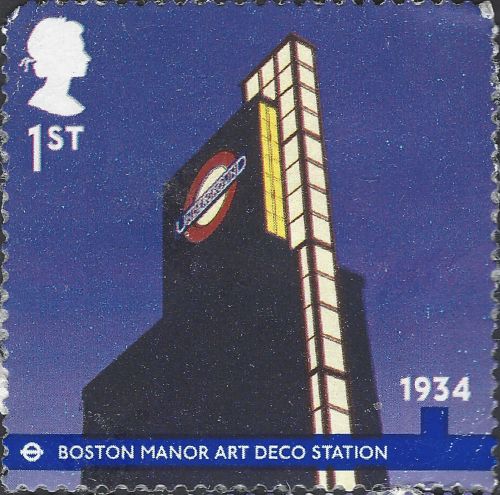 1ST
UNDERGROUND
1934
BOSTON MANOR ART DECO STATION